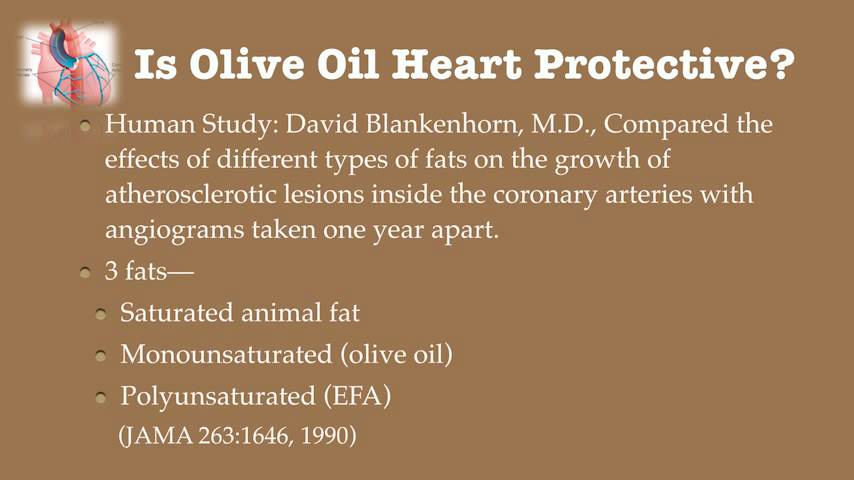 Is Olive Oil Heart Protective?
Human Study: David Blankenhorn, M.D., Compared the
effects of different types of fats on the growth of
atherosclerotic lesions inside the coronary arteries with
angiograms taken one year apart.
3 fats—
Saturated animal fat
Monounsaturated (olive oil)
Polyunsaturated (EFA)
(JAMA 263:1646, 1990)